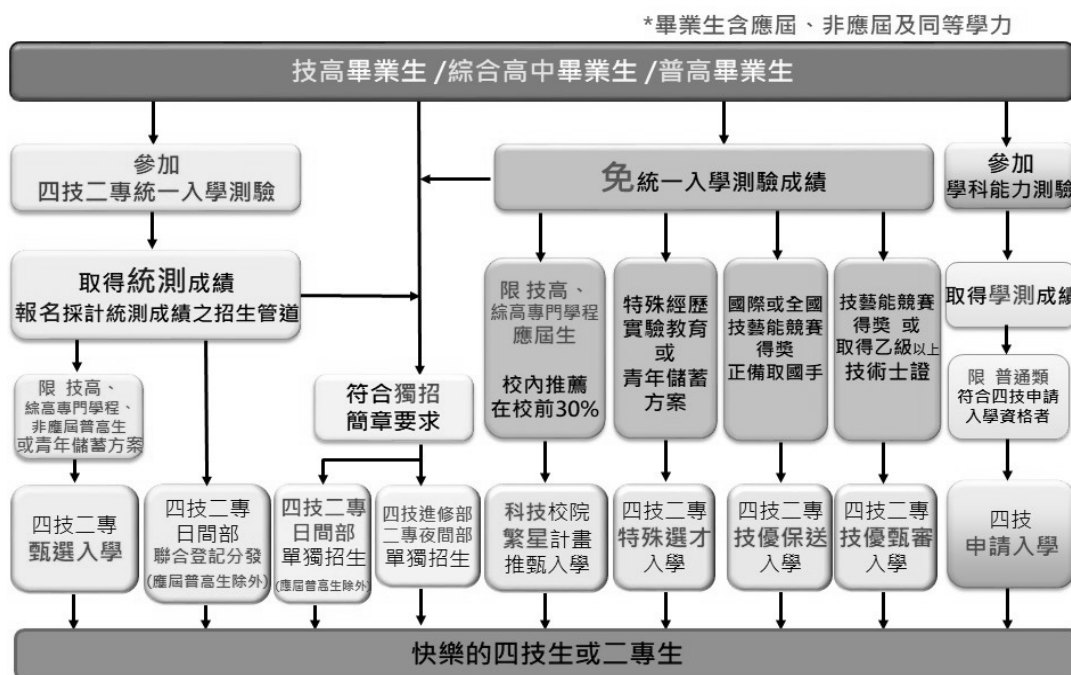 *畢業生含應屆、非應屆及同等學力
技高畢業生 /綜合高中畢業生 /普高畢業生
參加
四技二專統一入學測驗
免統一入學測驗成績
參加
學科能力測驗
取得統測成績
報名採計統測成績之招生管道
限 技高、
綜高專門學程
應屆生
校內推薦
在校前30%
特殊經歷
實驗教育
或
青年儲蓄
方案
國際或全國
技藝能競賽
得獎
正備取國手
技藝能競賽
得獎 或
取得乙級以上
技術士證
取得學測成績
限 技高、
綜高專門學程、
非應屆普高生
或青年儲蓄方案
符合獨招
簡章要求
限 普通類
符合四技申請
入學資格者
四技二專
甄選入學
四技二專
日間部
聯合登記分發
(應屆普高生除外)
四技二專
日間部
單獨招生
(應屆普高生除外)
四技進修部
二專夜間部
單獨招生
科技校院
繁星計畫
推甄入學
四技二專
特殊選才
入學
四技二專
技優保送
入學
四技二專
技優甄審
入學
四技
申請入學
快樂的四技生或二專生